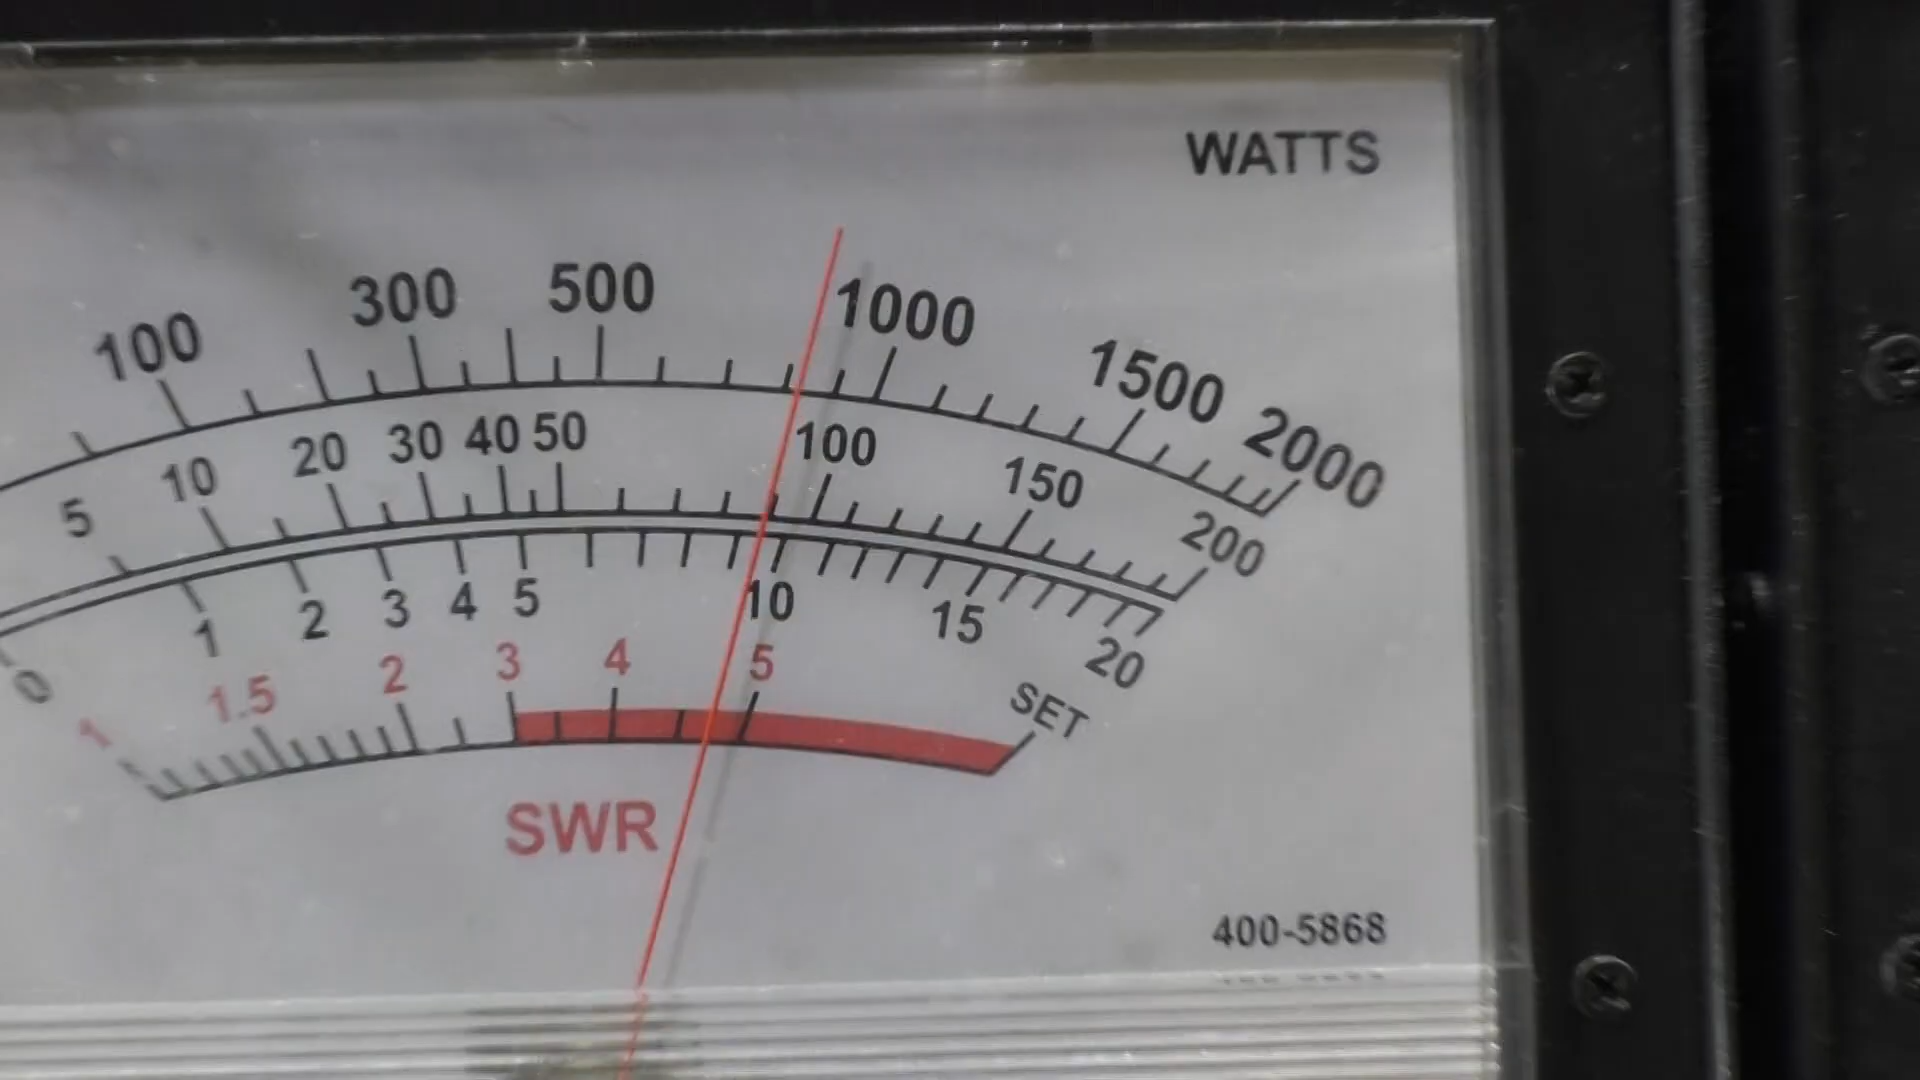 WATTS
100 300 500 1000 1500 2000
5 10 20 30 40 50 100 150 200
0 1 2 3 4 5 10 15 20
1 1.5 2 3 4 5 SET
SWR
400-5868